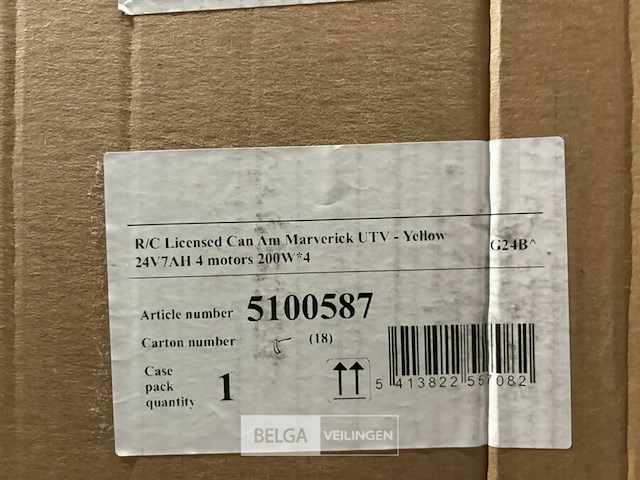 R/C Licensed Can Am Marverick UTV - Yellow G24B^
24V7AH 4 motors 200W*4
Article number 5100587
Carton number 5 (18)
Case
pack
quantity 1
5 413822 557082
BELGA VEILINGEN